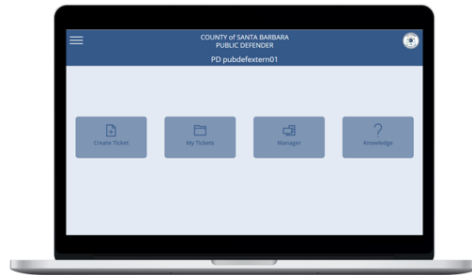 COUNTY of SANTA BARBARA
PUBLIC DEFENDER
PD pubdefextern01
Create Ticket
My Tickets
Manager
Knowledge